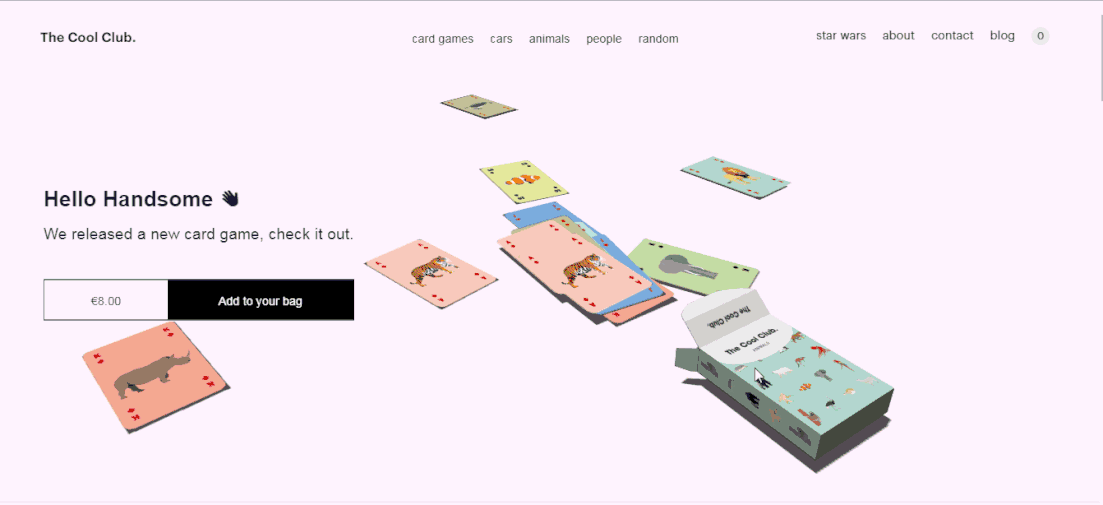 The Cool Club.
card games cars animals people random
star wars about contact blog 0
Hello Handsome 👋
We released a new card game, check it out.
€8.00 Add to your bag
The Cool Club.
The Cool Club.